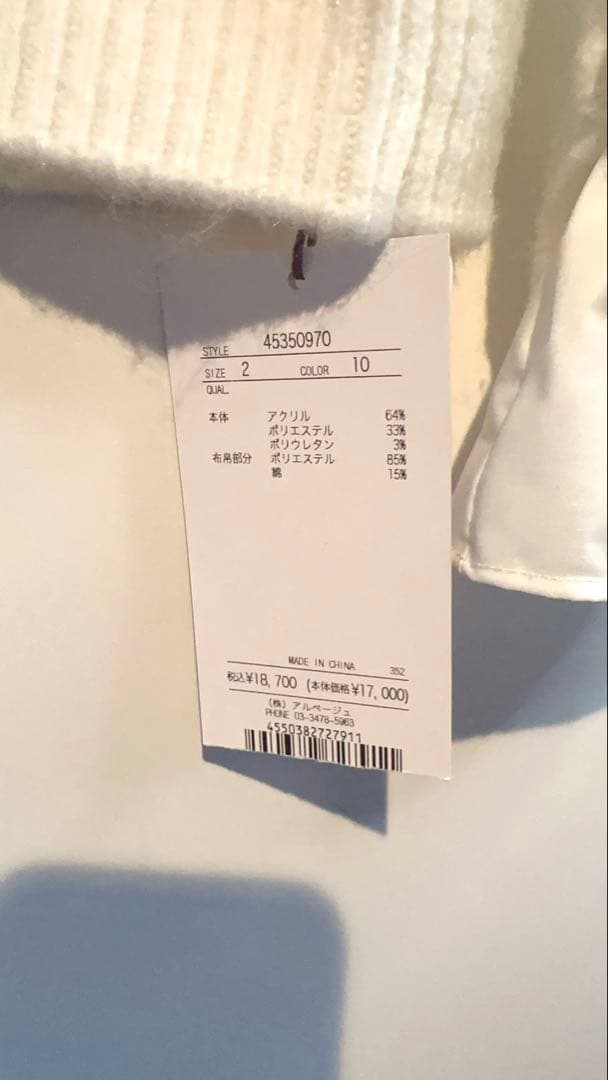 STYLE 45350970
SIZE 2 COLOR 10
QUAL.
本体 アクリル 64%
ポリエステル 33%
ポリウレタン 3%
布帛部分 ポリエステル 85%
綿 15%
MADE IN CHINA 352
税込¥18,700 (本体価格¥17,000)
(株) アルページュ
PHONE 03-3478-5963
4550382727911